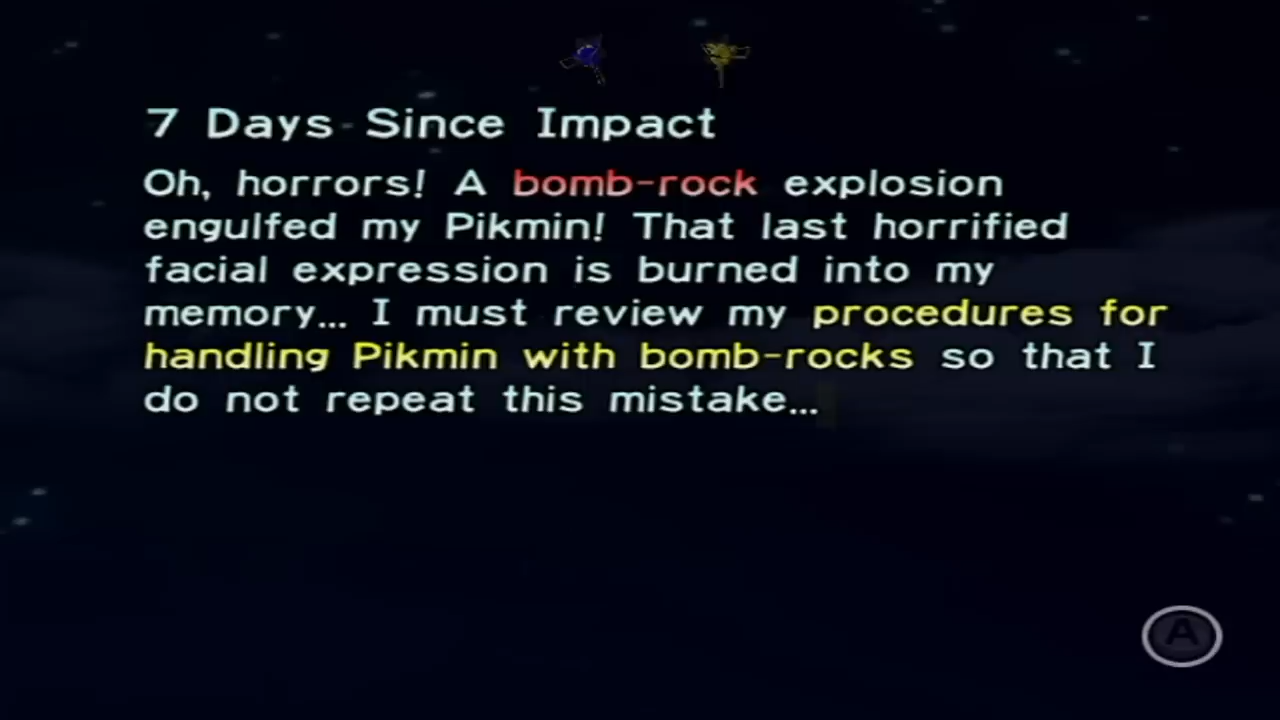 7 Days Since Impact
Oh, horrors! A bomb-rock explosion
engulfed my Pikmin! That last horrified
facial expression is burned into my
memory... I must review my procedures for
handling Pikmin with bomb-rocks so that I
do not repeat this mistake...
A